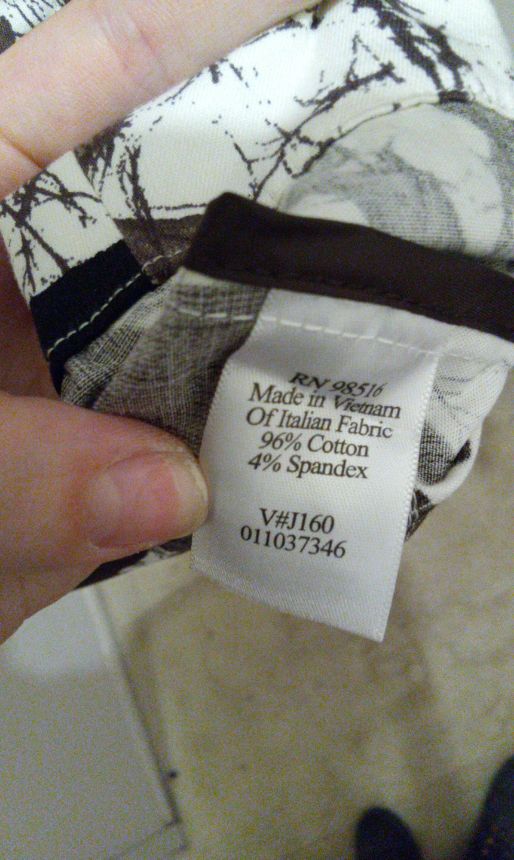 RN 98516
Made in Vietnam
Of Italian Fabric
96% Cotton
4% Spandex
V#J160
011037346